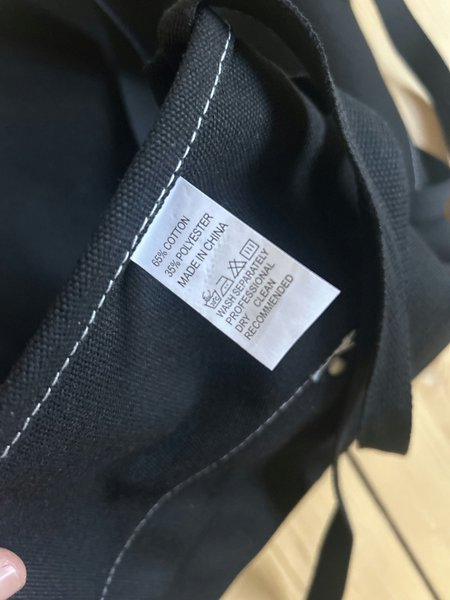 65% COTTON
35% POLYESTER
MADE IN CHINA
WASH SEPARATELY
PROFESSIONAL
DRY CLEAN
RECOMMENDED